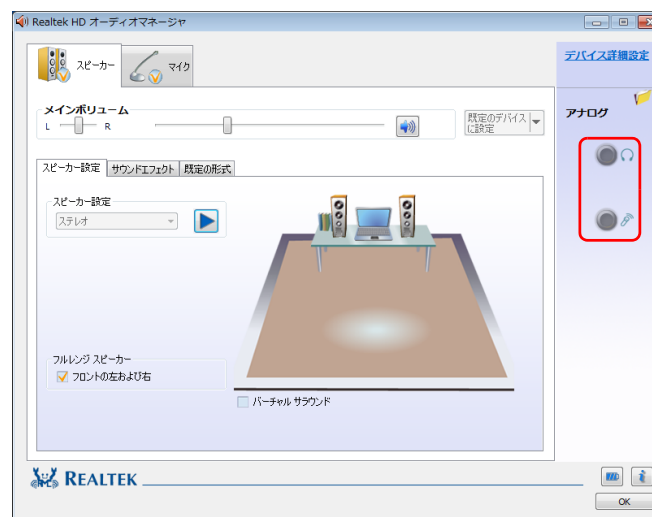 Realtek HD オーディオマネージャ
スピーカー
マイク
デバイス詳細設定
メインボリューム
L
R
既定のデバイス
に設定
アナログ
スピーカー設定
サウンドエフェクト
既定の形式
スピーカー設定
ステレオ
フルレンジ スピーカー
フロントの左および右
バーチャル サラウンド
REALTEK
OK